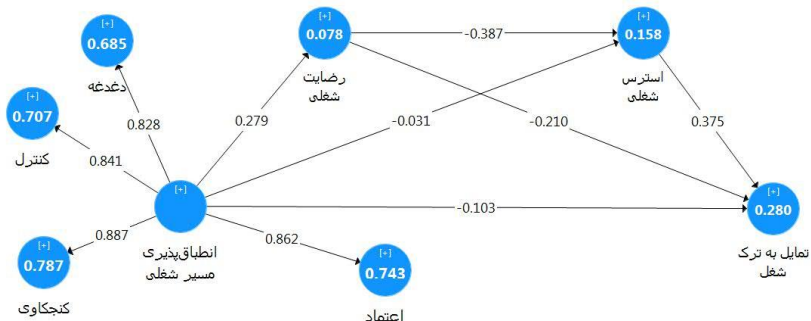 [+]
0.685
دغدغه
[+]
0.078
رضایت
شغلی
[+]
0.158
استرس
شغلی
-0.387
[+]
0.707
کنترل
0.828
0.841
0.279
-0.031
-0.210
0.375
[+]
انطباق‌پذیری
مسیر شغلی
-0.103
[+]
0.280
تمایل به ترک
شغل
0.887
0.862
[+]
0.787
کنجکاوی
[+]
0.743
اعتماد